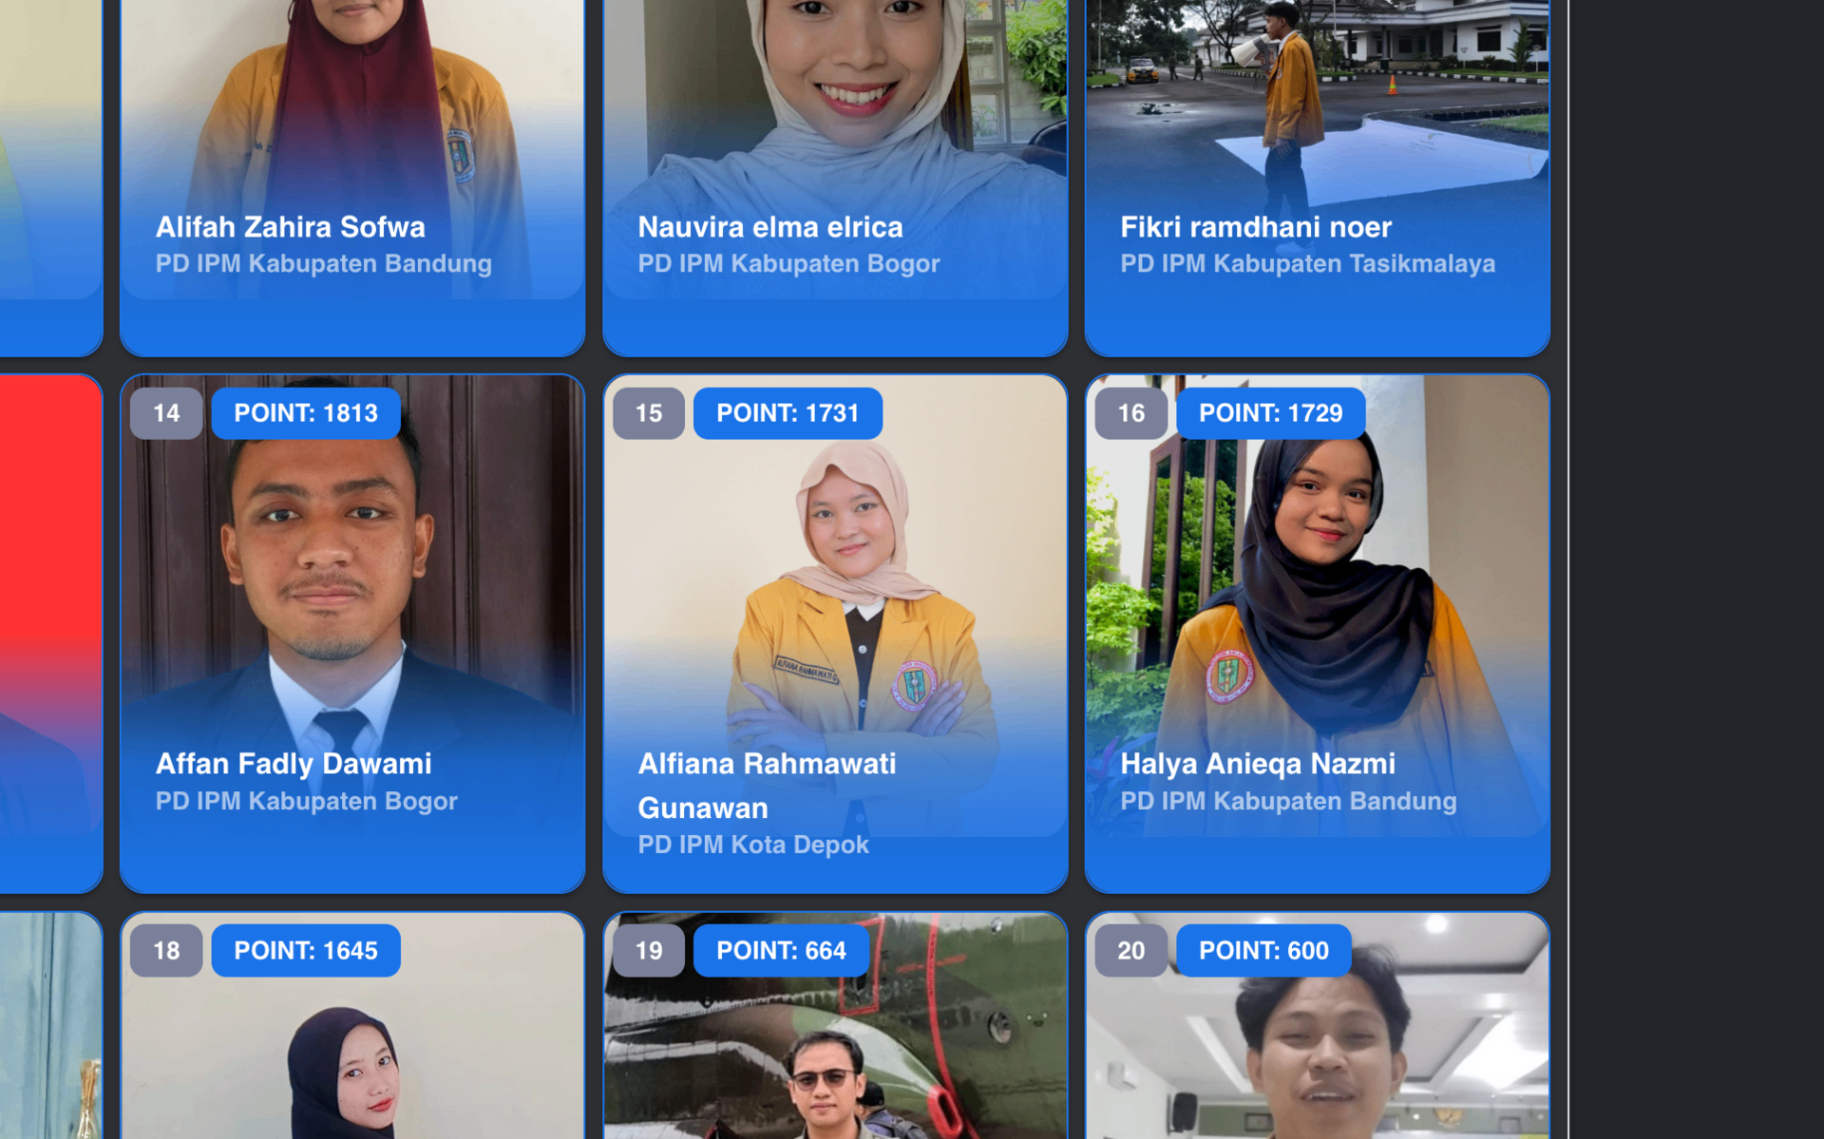 Alifah Zahira Sofwa
PD IPM Kabupaten Bandung
Nauvira elma elrica
PD IPM Kabupaten Bogor
Fikri ramdhani noer
PD IPM Kabupaten Tasikmalaya
14
POINT: 1813
Affan Fadly Dawami
PD IPM Kabupaten Bogor
15
POINT: 1731
ALFIANA RAHMAWATI G
Alfiana Rahmawati
Gunawan
PD IPM Kota Depok
16
POINT: 1729
Halya Anieqa Nazmi
PD IPM Kabupaten Bandung
18
POINT: 1645
19
POINT: 664
20
POINT: 600